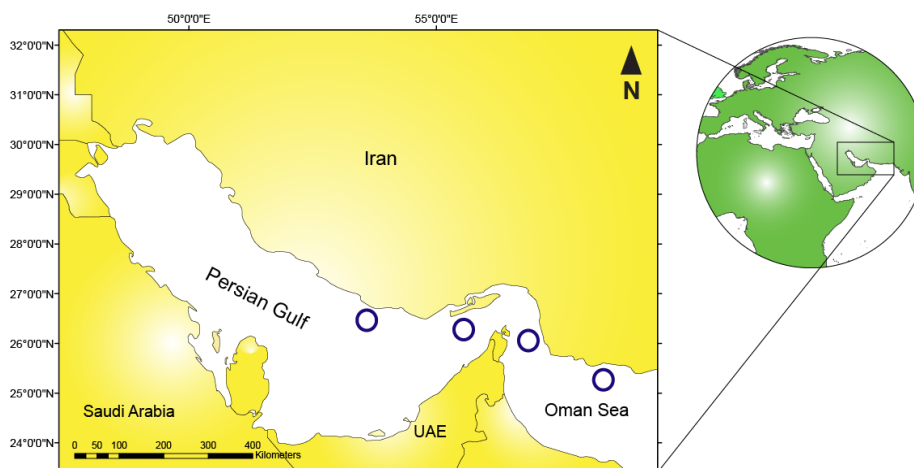 50°0'0"E
55°0'0"E
32°0'0"N
31°0'0"N
30°0'0"N
29°0'0"N
28°0'0"N
27°0'0"N
26°0'0"N
25°0'0"N
24°0'0"N
N
Iran
Persian Gulf
Saudi Arabia
UAE
Oman Sea
0 50 100 200 300 400
Kilometers